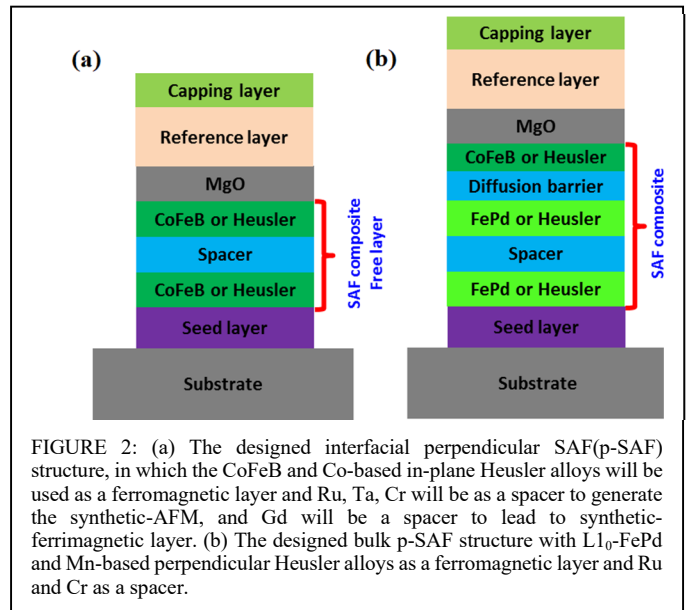 (a)
Capping layer
Reference layer
MgO
CoFeB or Heusler
Spacer
CoFeB or Heusler
Seed layer
Substrate
SAF composite
Free layer
(b)
Capping layer
Reference layer
MgO
CoFeB or Heusler
Diffusion barrier
FePd or Heusler
Spacer
FePd or Heusler
Seed layer
Substrate
SAF composite
FIGURE 2: (a) The designed interfacial perpendicular SAF(p-SAF)
structure, in which the CoFeB and Co-based in-plane Heusler alloys will be
used as a ferromagnetic layer and Ru, Ta, Cr will be as a spacer to generate
the synthetic-AFM, and Gd will be a spacer to lead to synthetic-
ferrimagnetic layer. (b) The designed bulk p-SAF structure with L1₀-FePd
and Mn-based perpendicular Heusler alloys as a ferromagnetic layer and Ru
and Cr as a spacer.